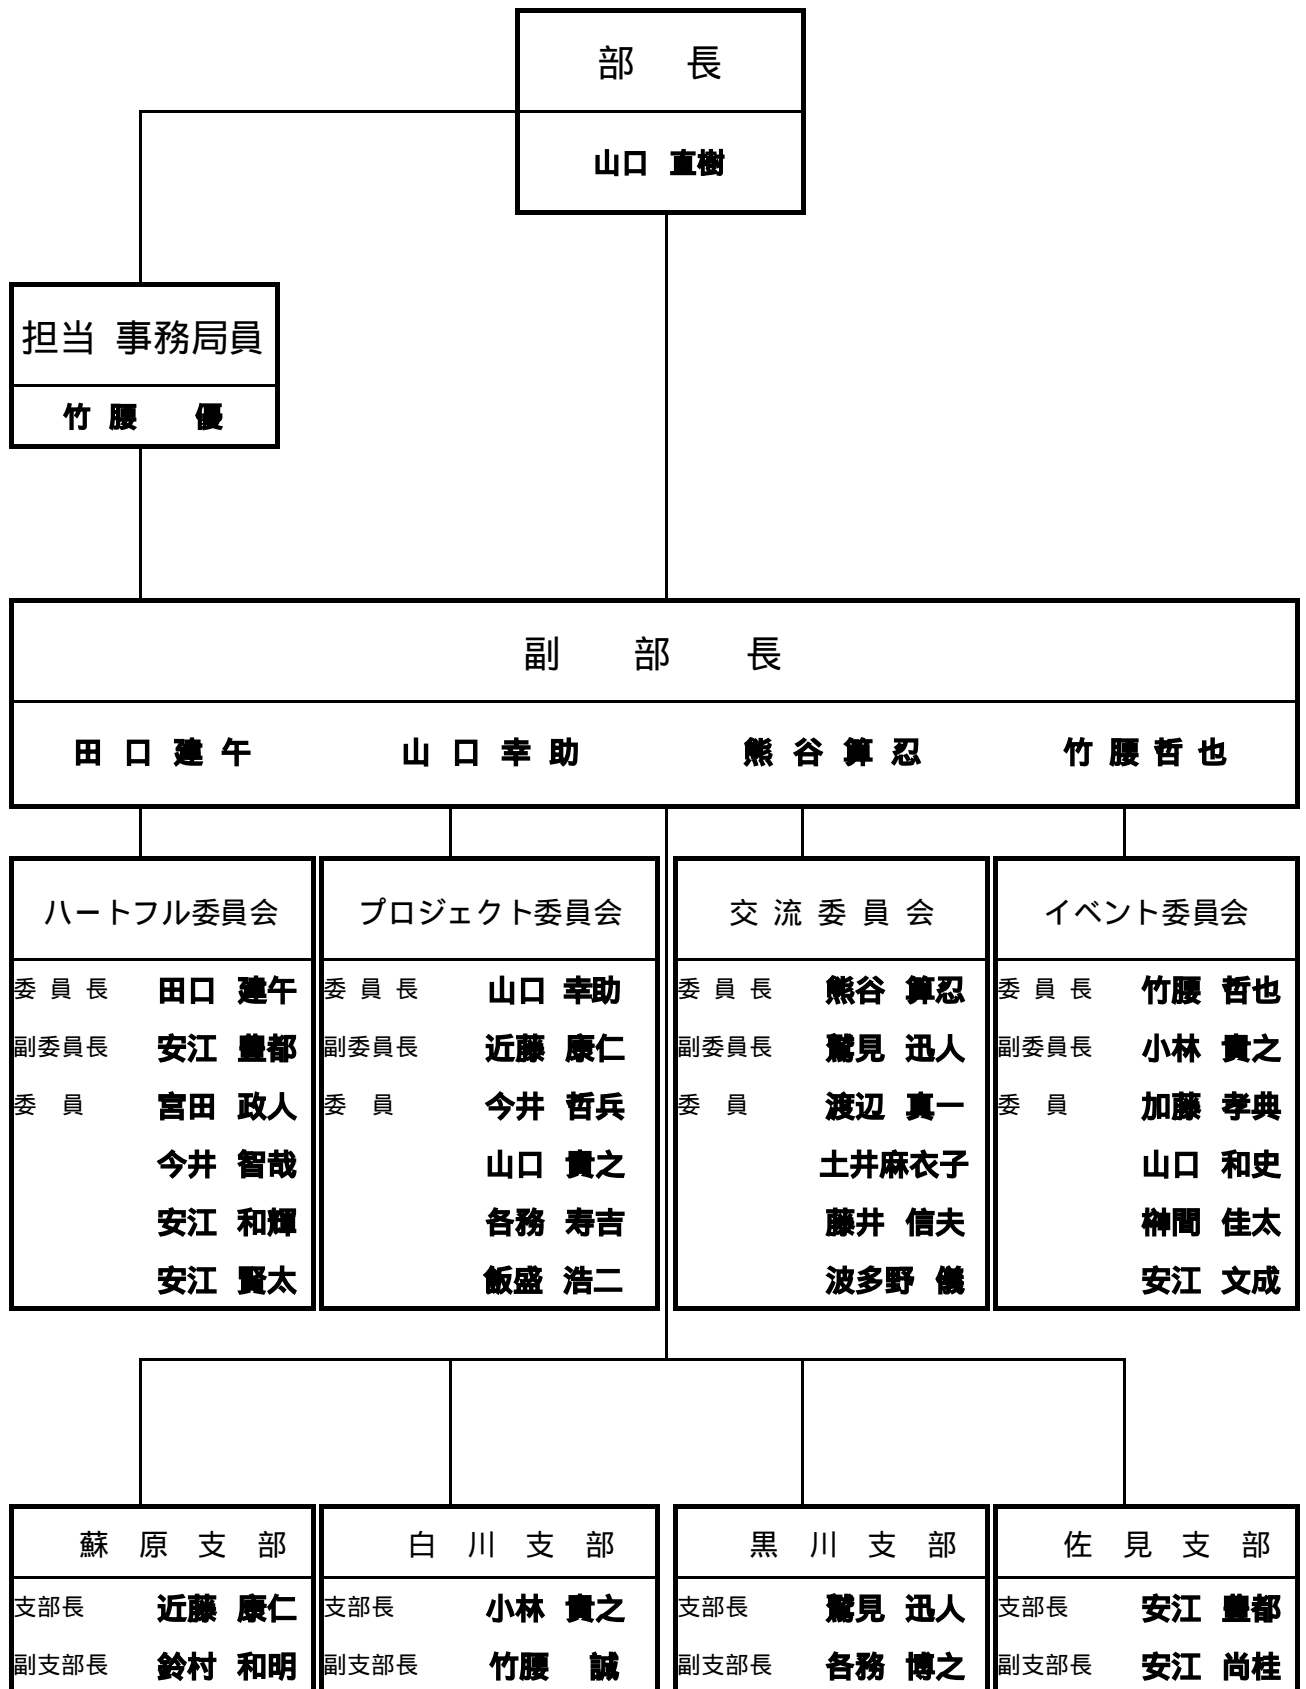 部 長
山口 直樹
担当 事務局員
竹 腰 優
副 部 長
田 口 建 午 山 口 幸 助 熊 谷 算 忍 竹 腰 哲 也
ハートフル委員会
委 員 長 田口 建午
副委員長 安江 豊都
委 員 宮田 政人
今井 智哉
安江 和輝
安江 賢太
プロジェクト委員会
委 員 長 山口 幸助
副委員長 近藤 康仁
委 員 今井 哲兵
山口 貴之
各務 寿吉
飯盛 浩二
交 流 委 員 会
委 員 長 熊谷 算忍
副委員長 鷲見 迅人
委 員 渡辺 真一
土井麻衣子
藤井 信夫
波多野 儀
イベント委員会
委 員 長 竹腰 哲也
副委員長 小林 貴之
委 員 加藤 孝典
山口 和史
榊間 佳太
安江 文成
蘇 原 支 部
支部長 近藤 康仁
副支部長 鈴村 和明
白 川 支 部
支部長 小林 貴之
副支部長 竹腰 誠
黒 川 支 部
支部長 鷲見 迅人
副支部長 各務 博之
佐 見 支 部
支部長 安江 豊都
副支部長 安江 尚桂